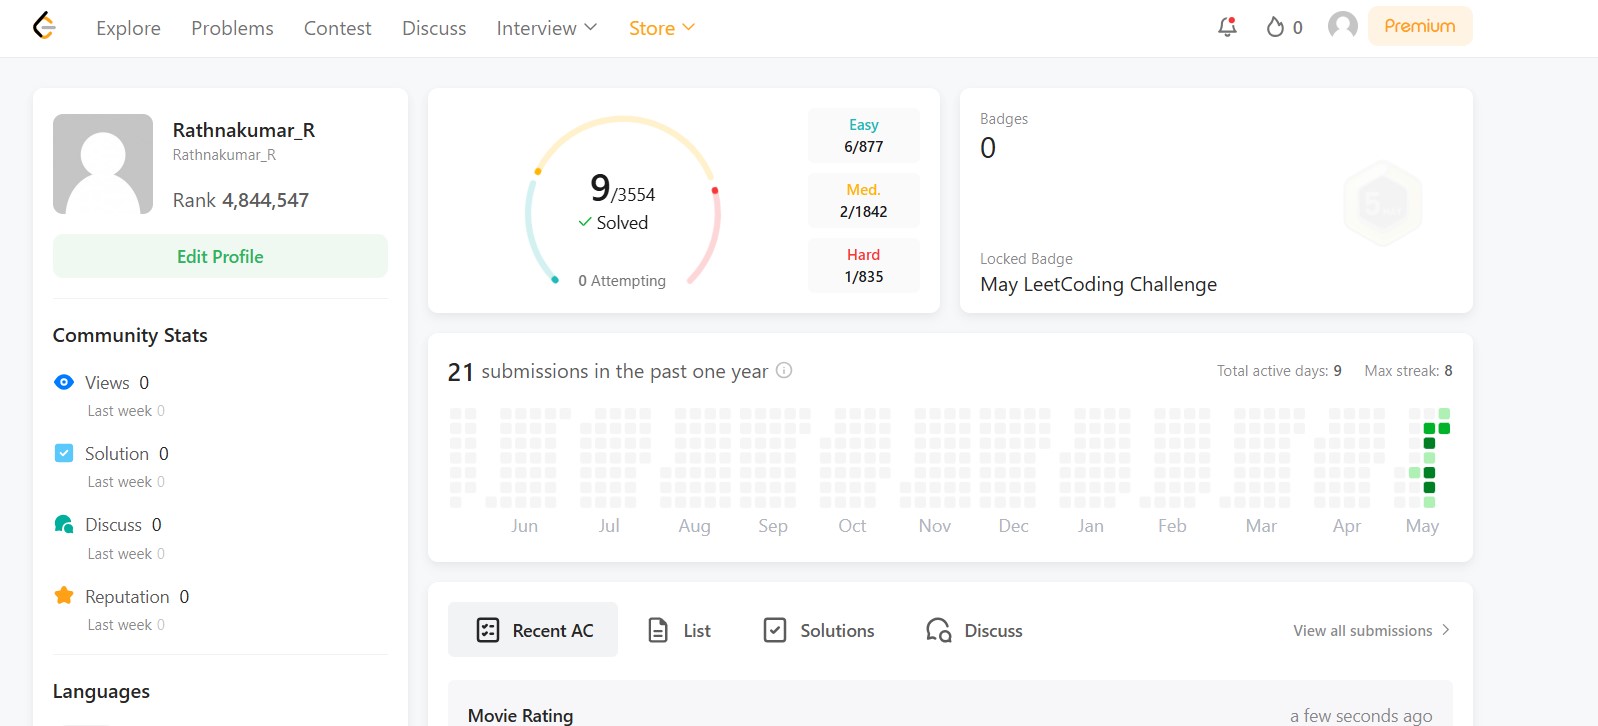 Explore Problems Contest Discuss Interview Store 0 Premium
Rathnakumar_R
Rathnakumar_R
Rank 4,844,547
Edit Profile
Community Stats
Views 0
Last week 0
Solution 0
Last week 0
Discuss 0
Last week 0
Reputation 0
Last week 0
Languages
9/3554
Solved
0 Attempting
Easy
6/877
Med.
2/1842
Hard
1/835
Badges
0
Locked Badge
May LeetCoding Challenge
21 submissions in the past one year
Total active days: 9 Max streak: 8
Jun Jul Aug Sep Oct Nov Dec Jan Feb Mar Apr May
Recent AC List Solutions Discuss View all submissions
Movie Rating a few seconds ago